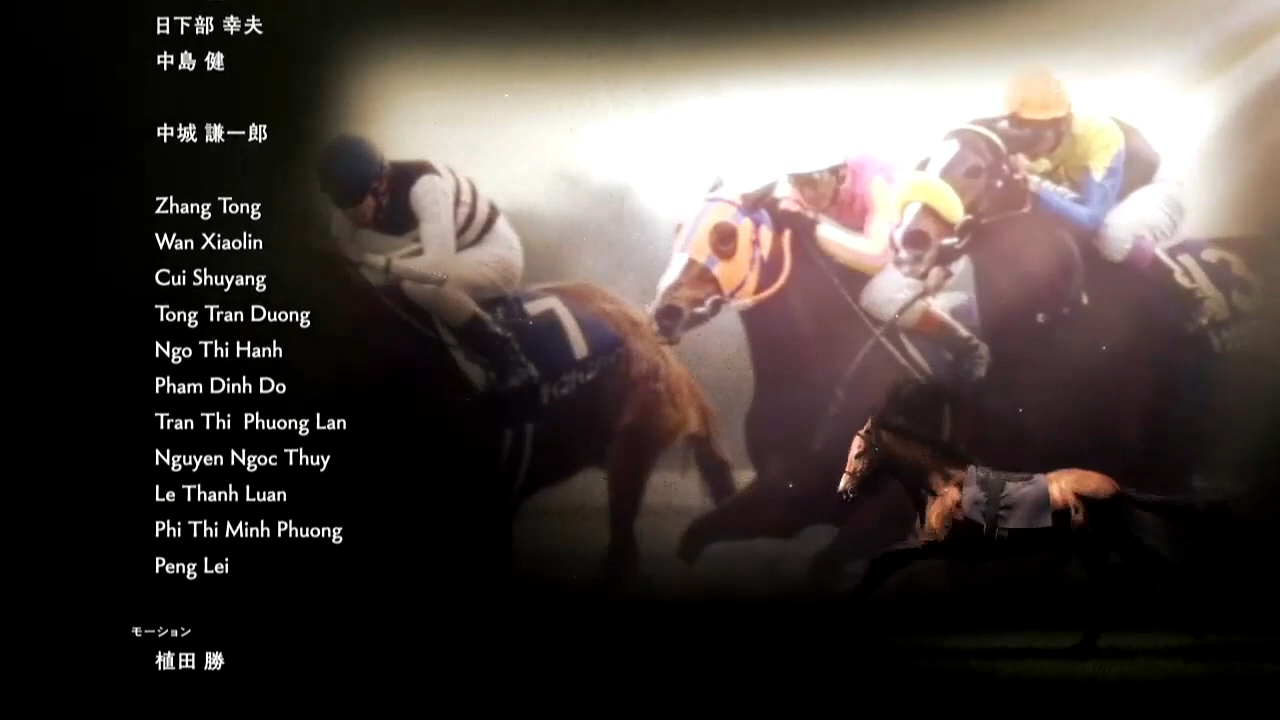 日下部 幸夫
中島 健
中城 謙一郎
Zhang Tong
Wan Xiaolin
Cui Shuyang
Tong Tran Duong
Ngo Thi Hanh
Pham Dinh Do
Tran Thi  Phuong Lan
Nguyen Ngoc Thuy
Le Thanh Luan
Phi Thi Minh Phuong
Peng Lei
モーション
植田 勝
7
13